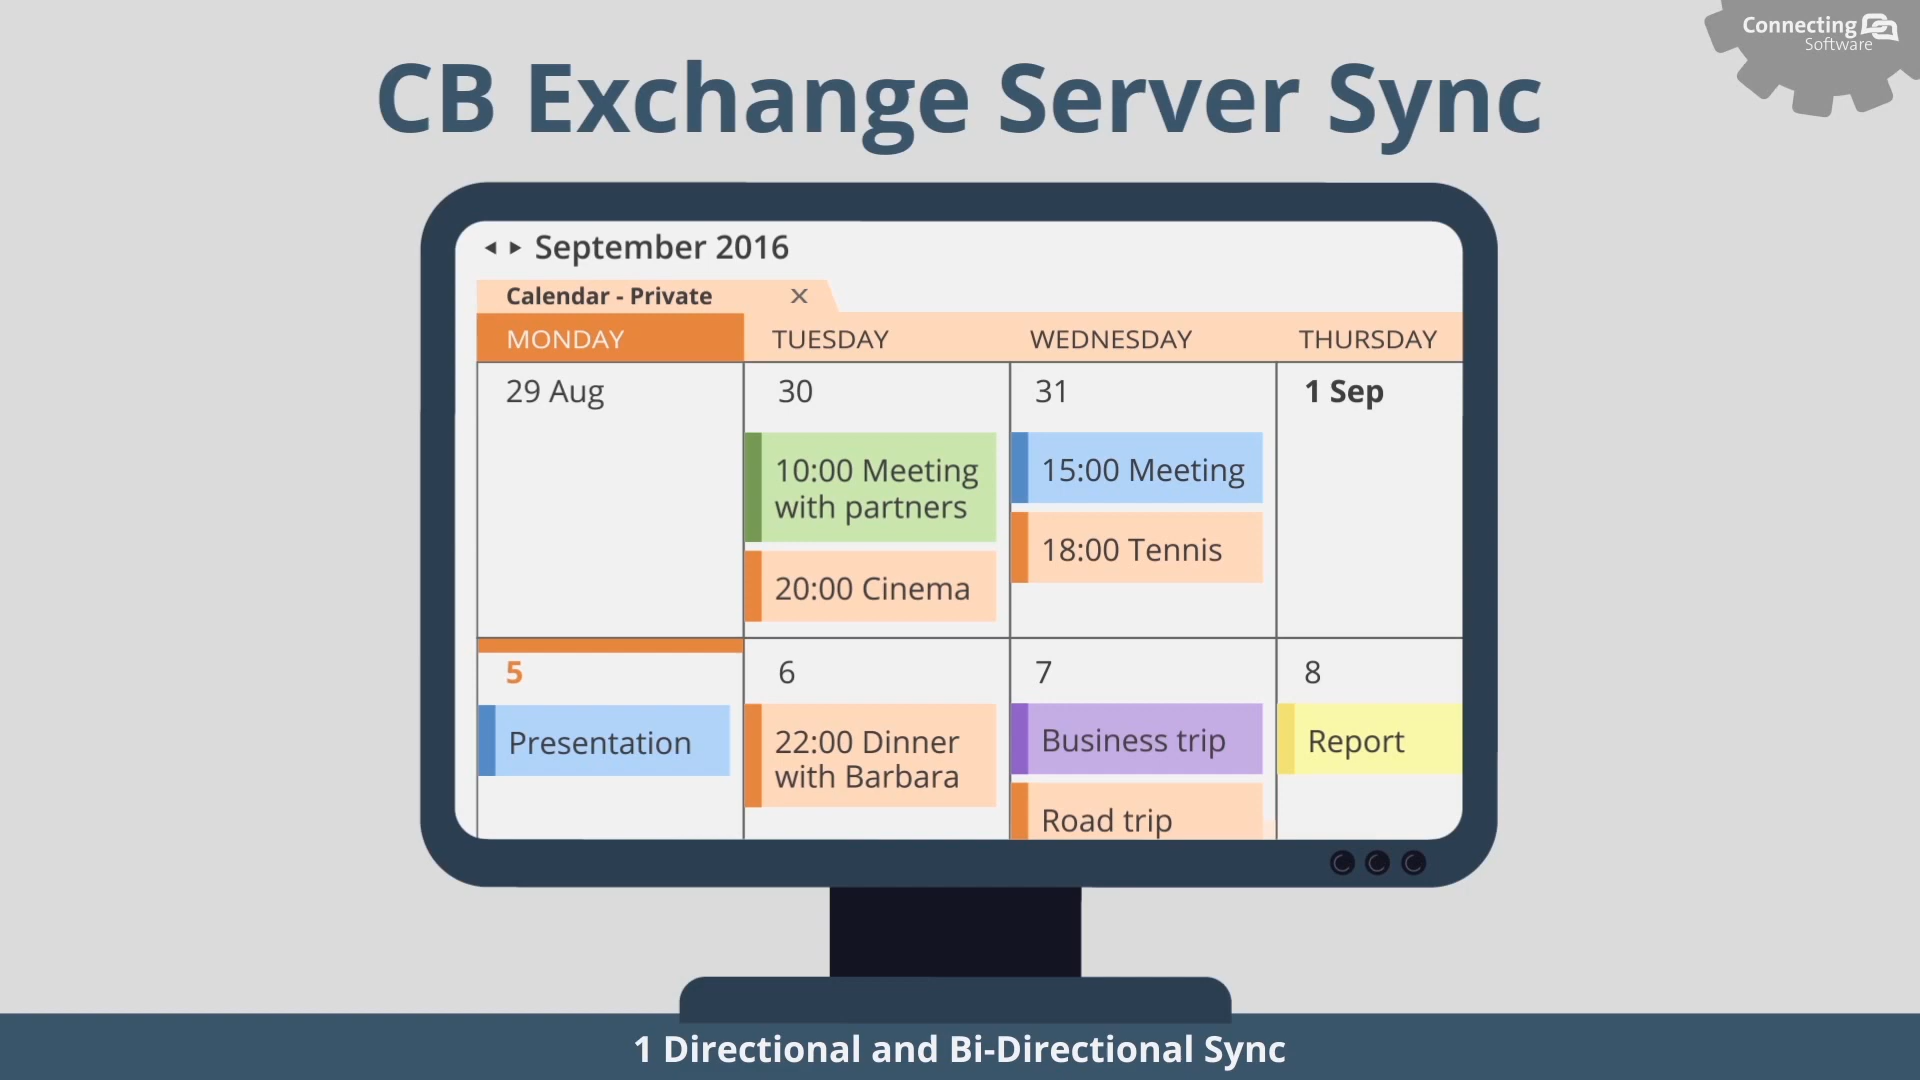 Connecting
Software
CB Exchange Server Sync
September 2016
Calendar - Private X
MONDAY TUESDAY WEDNESDAY THURSDAY
29 Aug 30 31 1 Sep
10:00 Meeting
with partners
15:00 Meeting
20:00 Cinema
18:00 Tennis
5 6 7 8
Presentation
22:00 Dinner
with Barbara
Business trip
Report
Road trip
1 Directional and Bi-Directional Sync